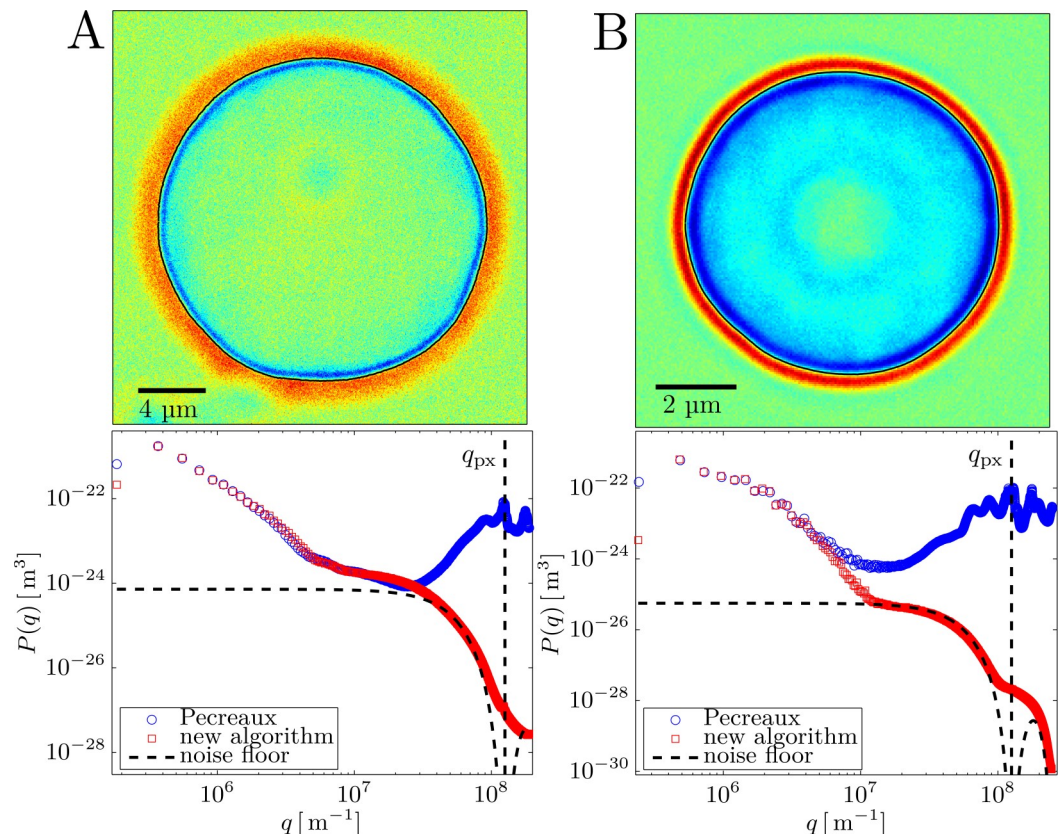 A
4 µm
q_px
10^-22
10^-24
10^-26
10^-28
P(q) [m^3]
Pecreaux
new algorithm
noise floor
10^6
10^7
10^8
q [m^-1]
B
2 µm
q_px
10^-22
10^-24
10^-26
10^-28
10^-30
P(q) [m^3]
Pecreaux
new algorithm
noise floor
10^6
10^7
10^8
q [m^-1]